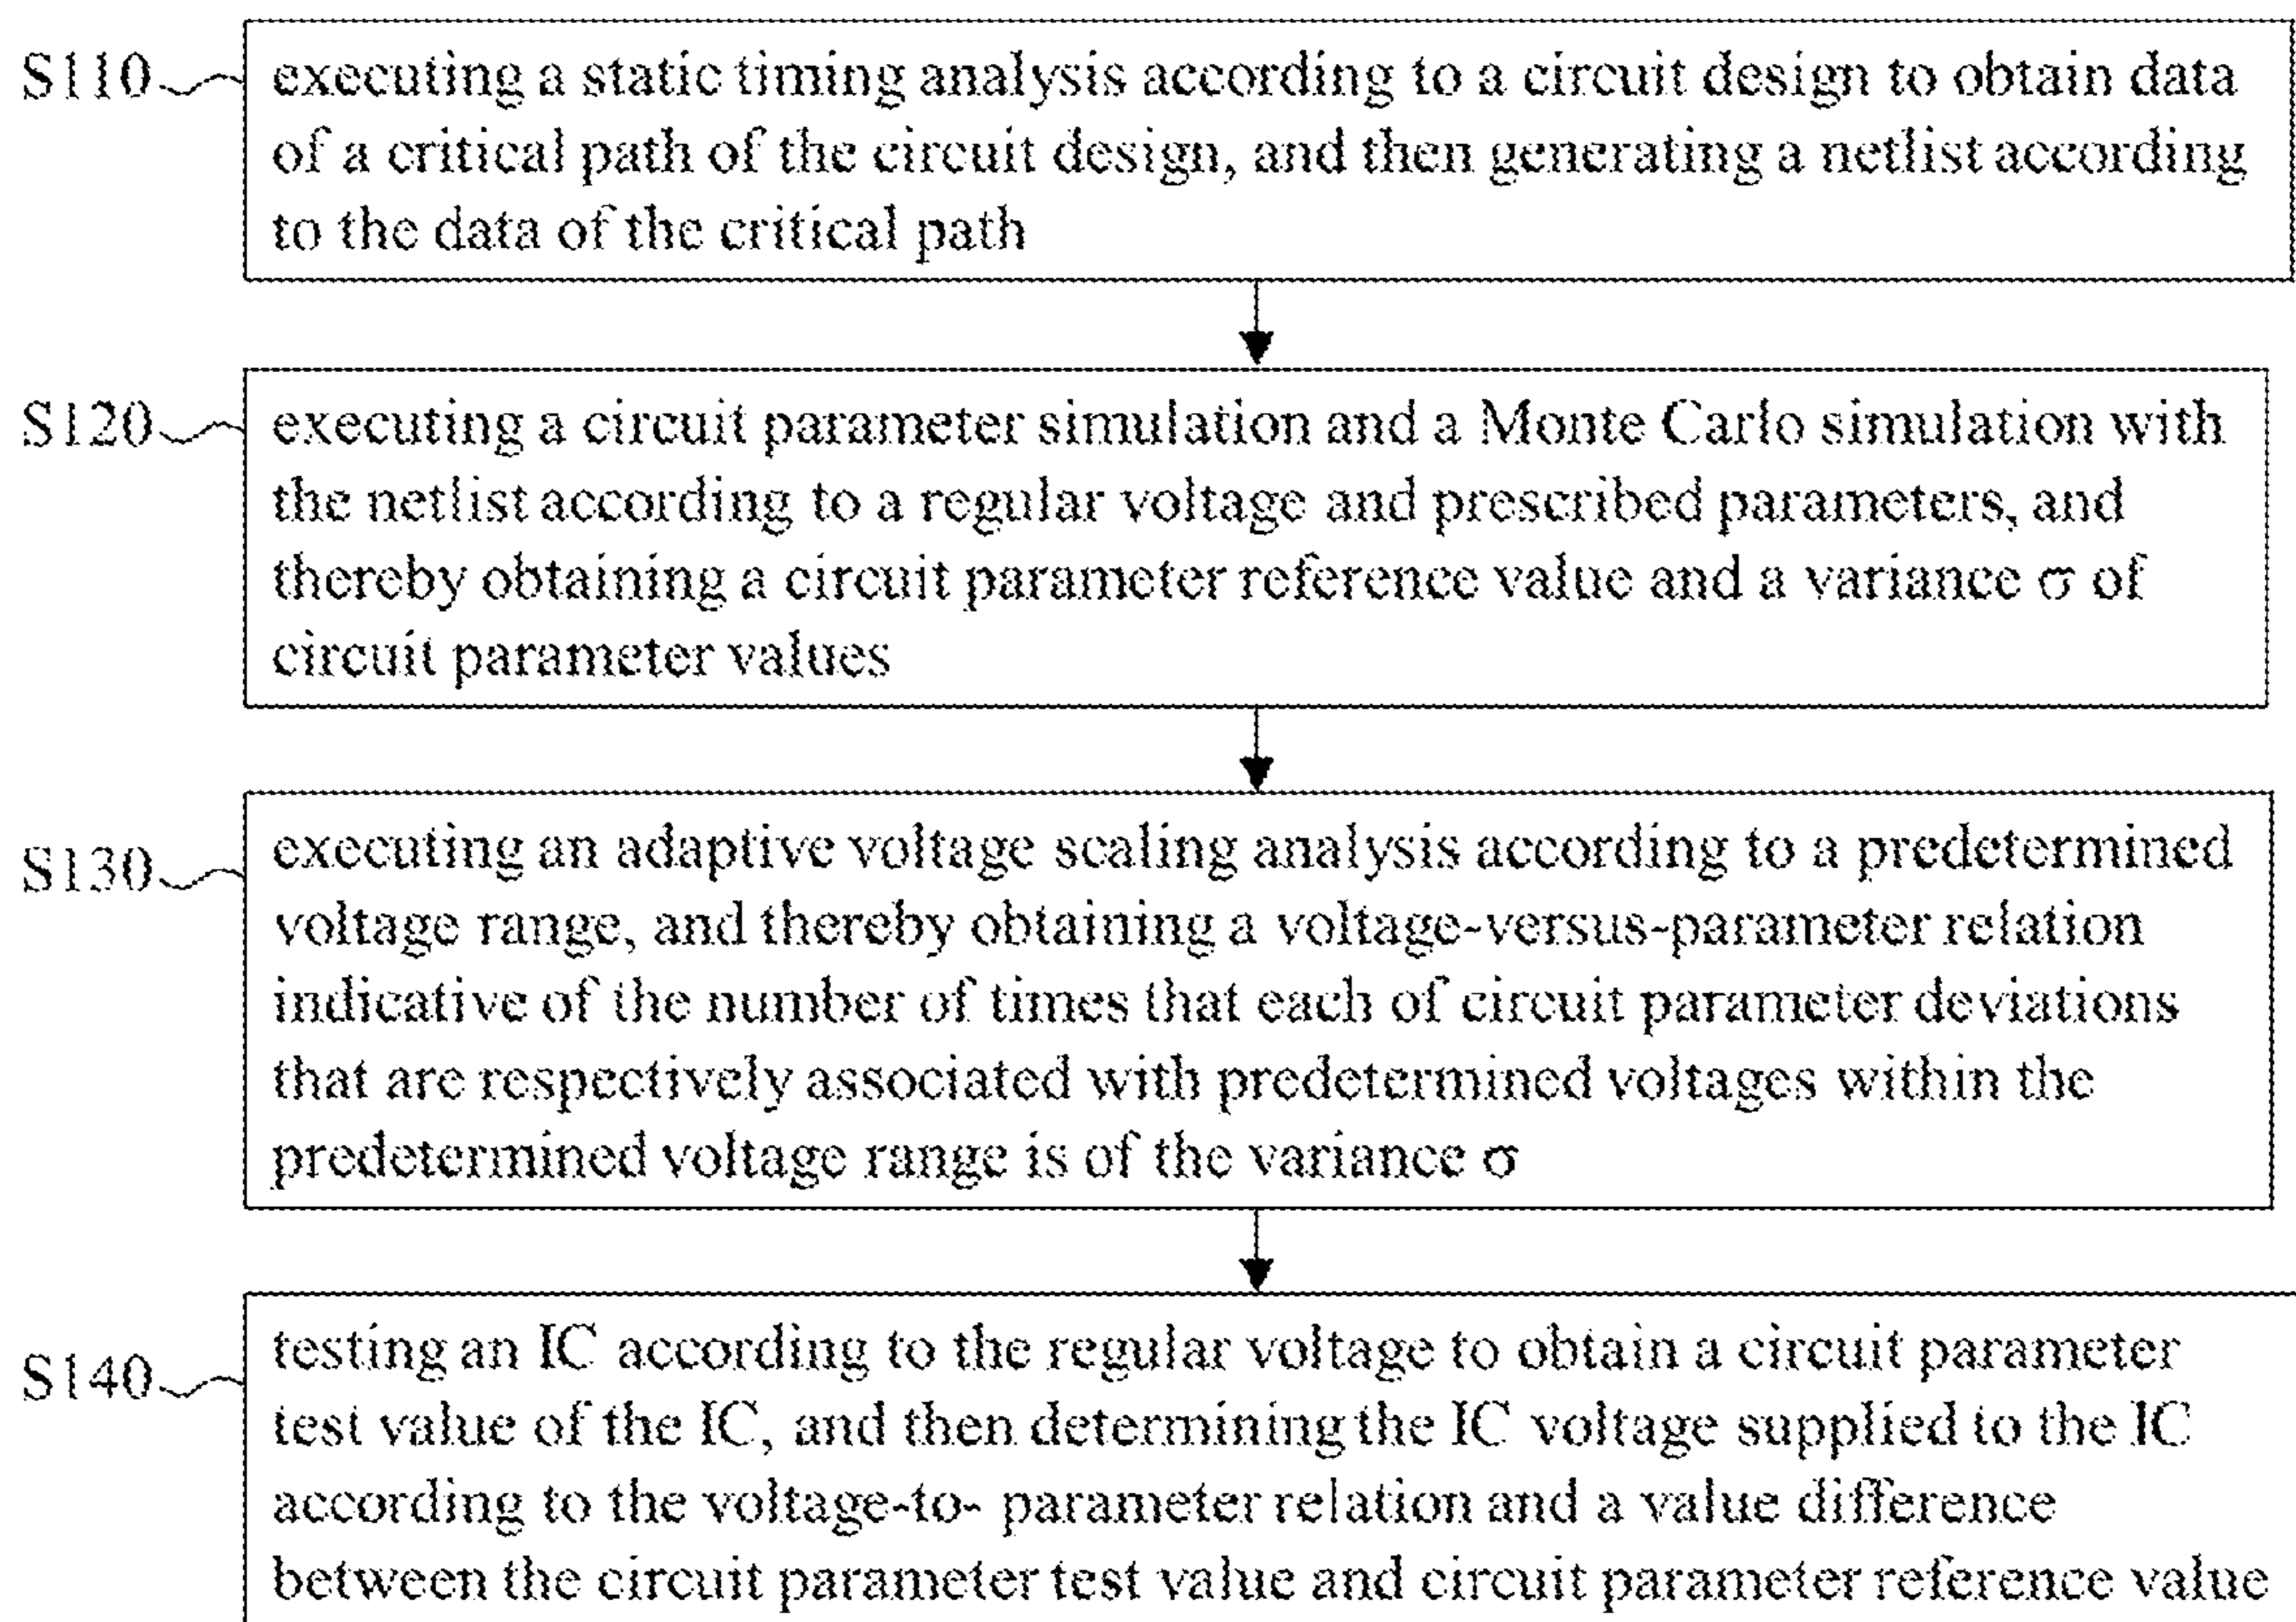 S110
executing a static timing analysis according to a circuit design to obtain data
of a critical path of the circuit design, and then generating a netlist according
to the data of the critical path
S120
executing a circuit parameter simulation and a Monte Carlo simulation with
the netlist according to a regular voltage and prescribed parameters, and
thereby obtaining a circuit parameter reference value and a variance σ of
circuit parameter values
S130
executing an adaptive voltage scaling analysis according to a predetermined
voltage range, and thereby obtaining a voltage-versus-parameter relation
indicative of the number of times that each of circuit parameter deviations
that are respectively associated with predetermined voltages within the
predetermined voltage range is of the variance σ
S140
testing an IC according to the regular voltage to obtain a circuit parameter
test value of the IC, and then determining the IC voltage supplied to the IC
according to the voltage-to- parameter relation and a value difference
between the circuit parameter test value and circuit parameter reference value